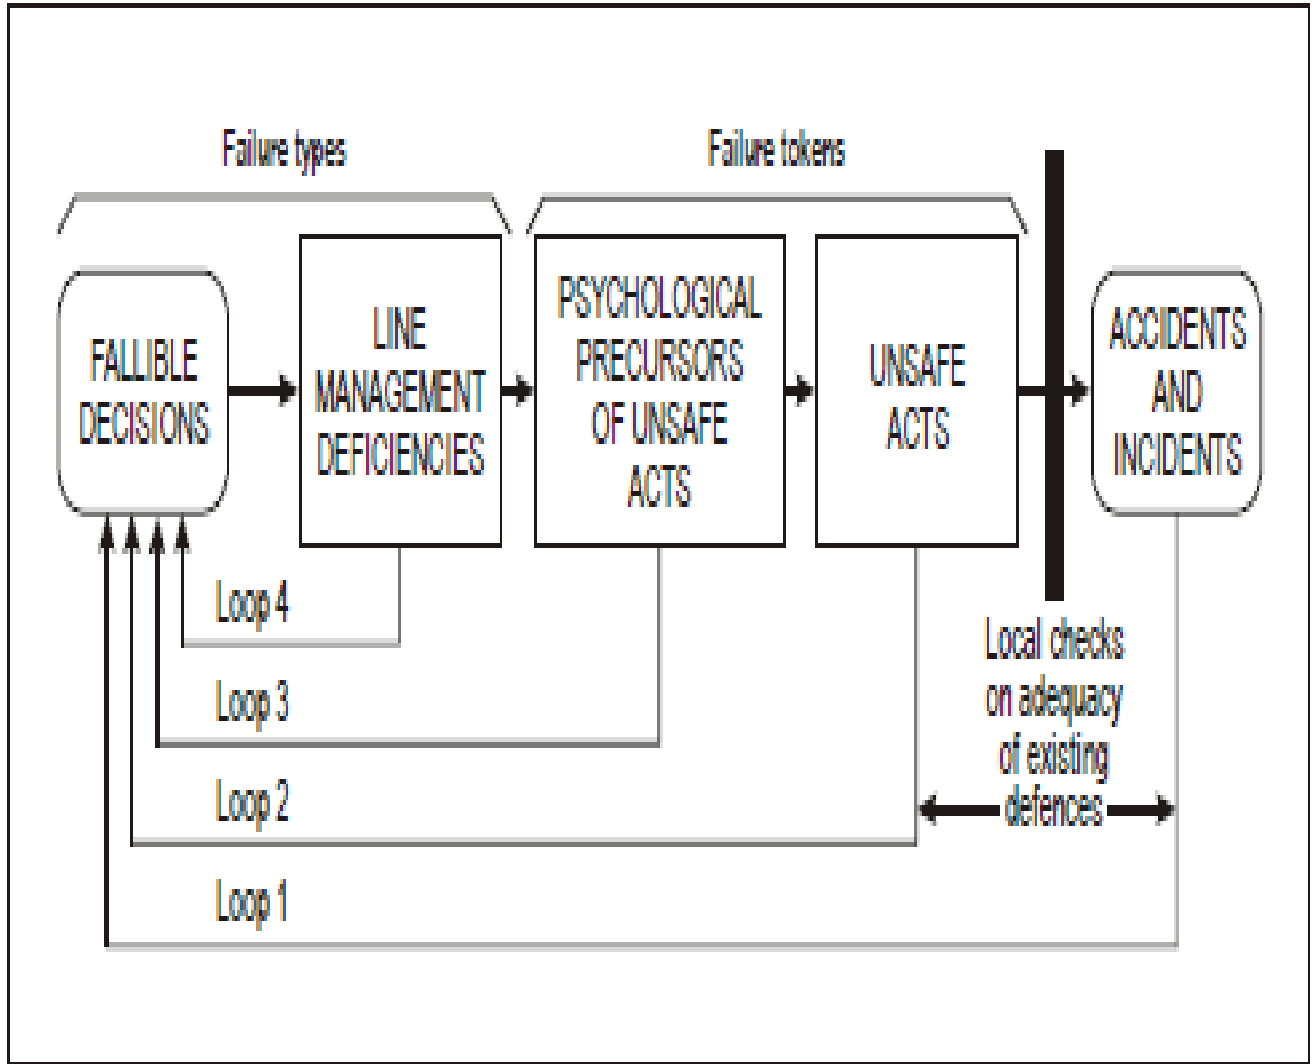 Failure types
Failure tokens
FALLIBLE
DECISIONS
LINE
MANAGEMENT
DEFICIENCIES
PSYCHOLOGICAL
PRECURSORS
OF UNSAFE
ACTS
UNSAFE
ACTS
ACCIDENTS
AND
INCIDENTS
Loop 4
Loop 3
Loop 2
Loop 1
Local checks
on adequacy
of existing
defences